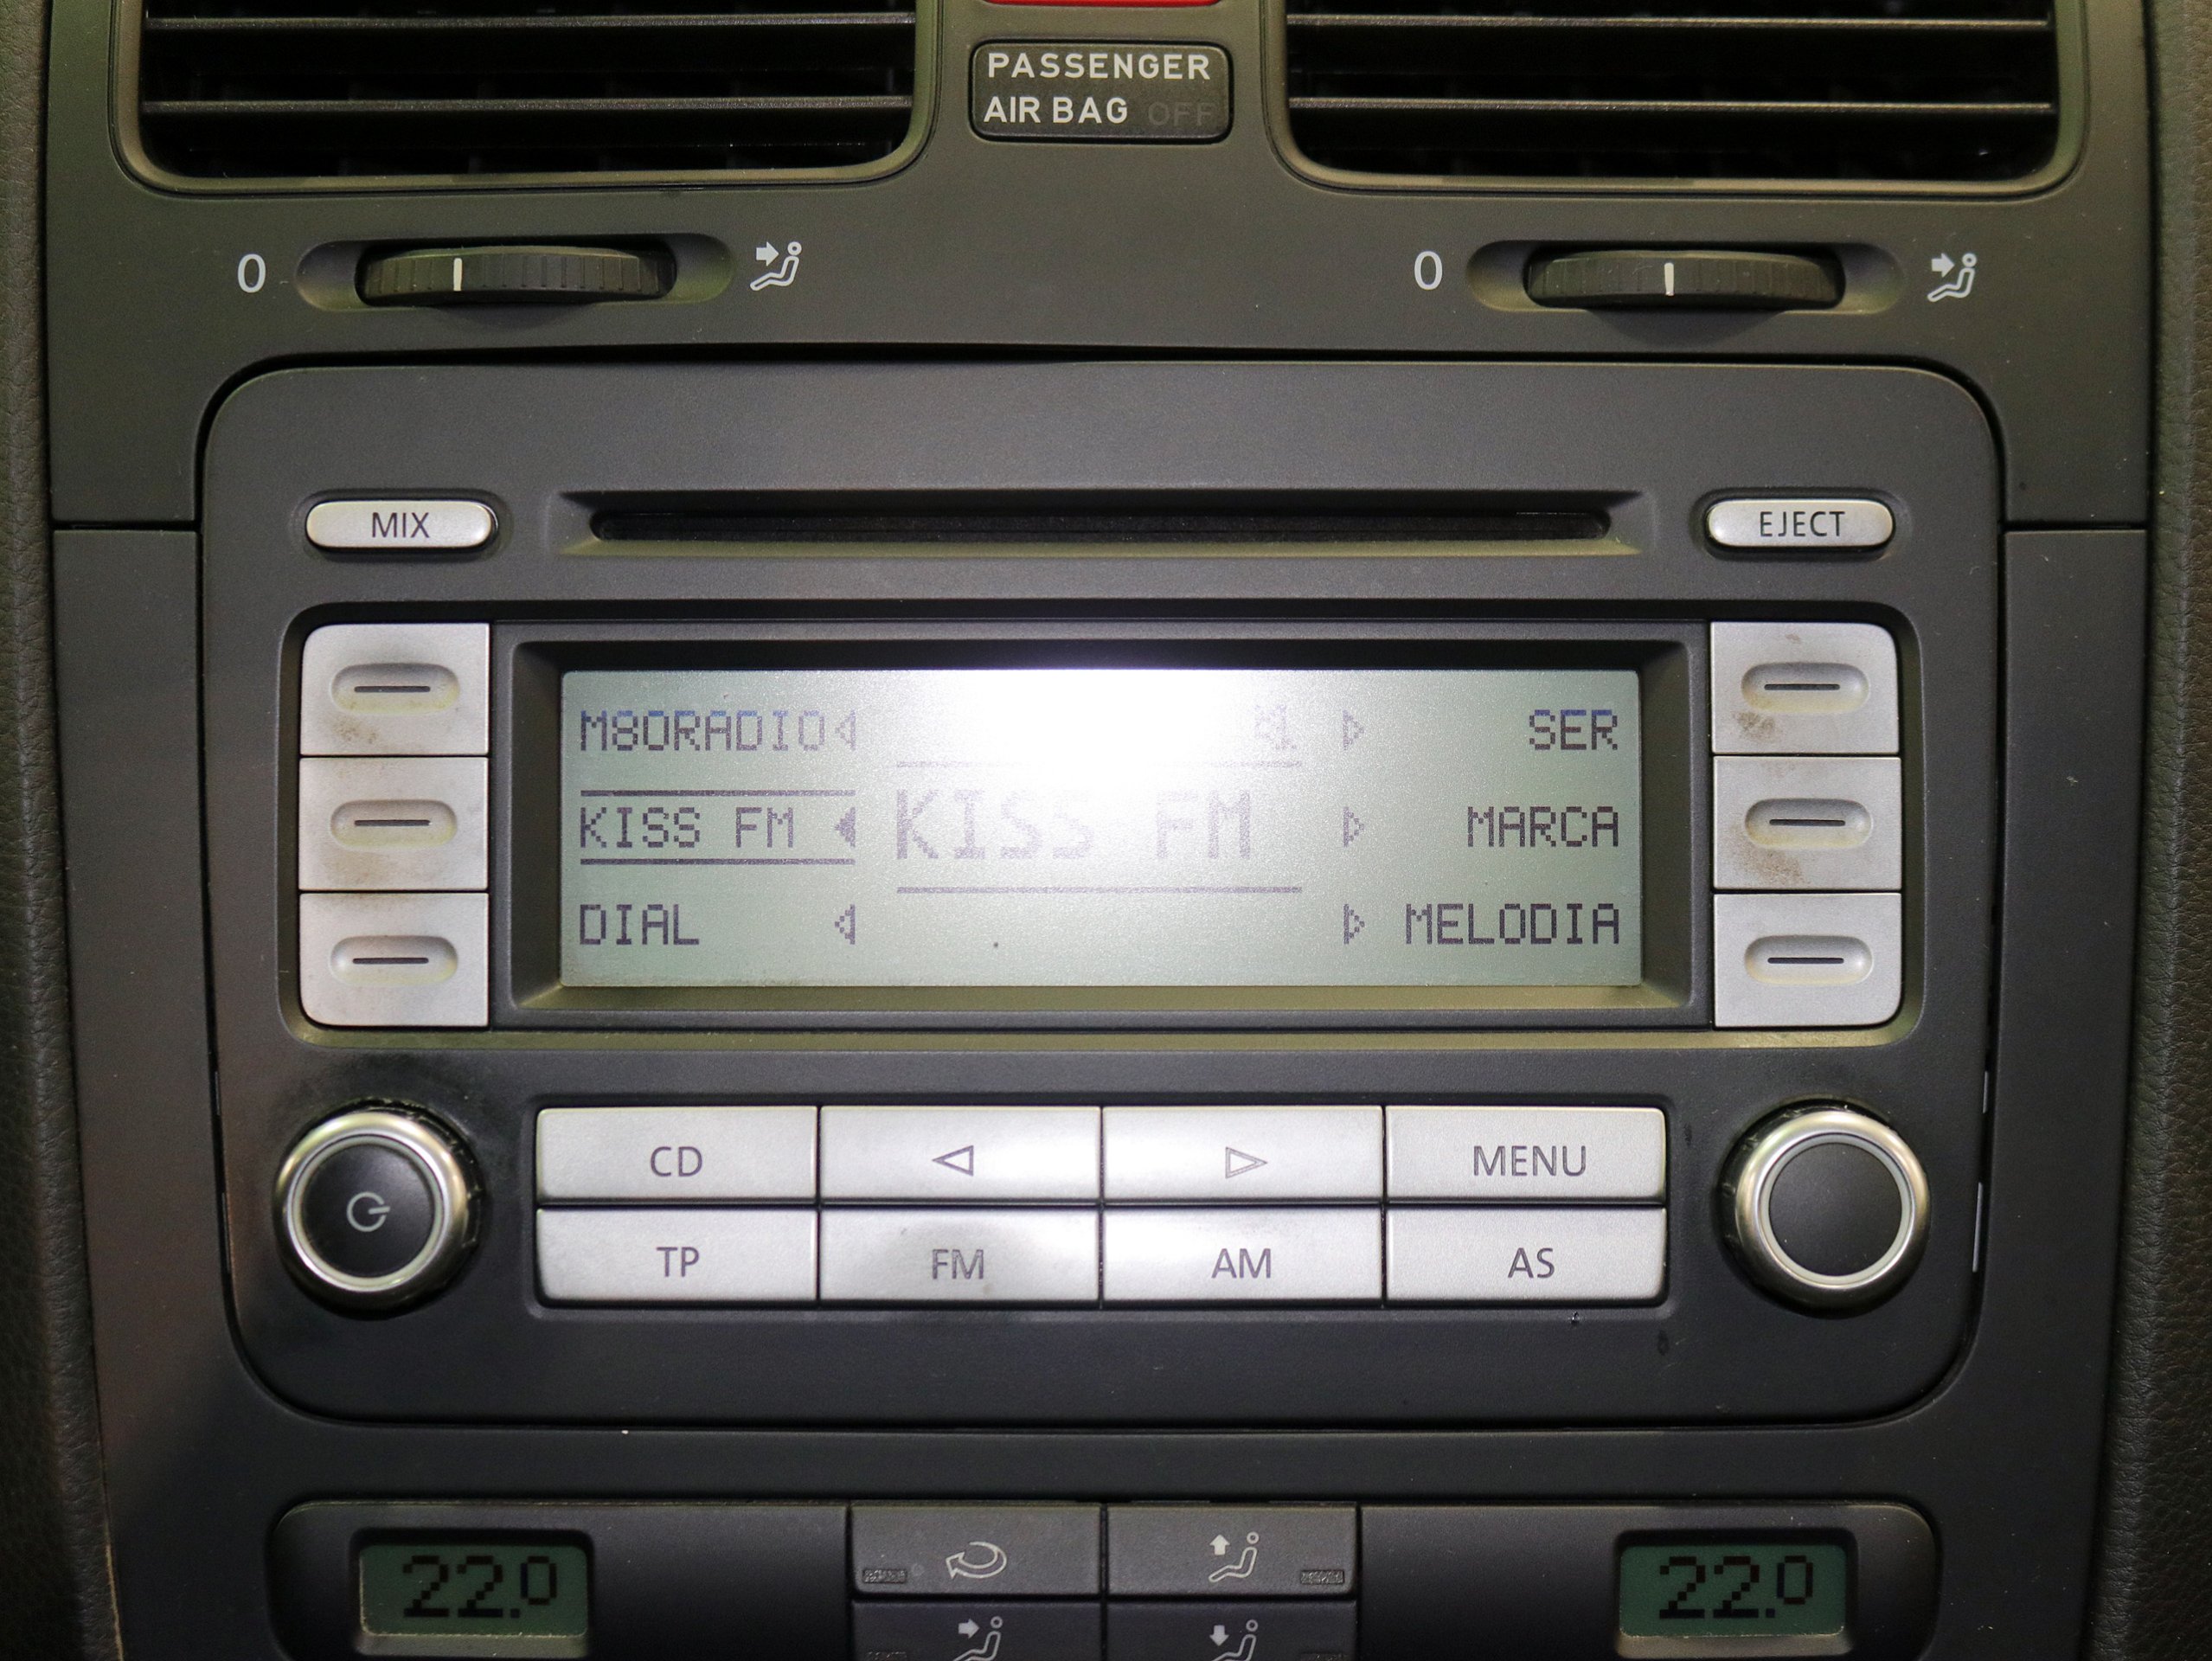 PASSENGER
AIR BAG OFF
0
0
MIX
EJECT
M80RADIO
SER
KISS FM
KISS FM
MARCA
DIAL
MELODIA
CD
MENU
TP
FM
AM
AS
22.0
22.0